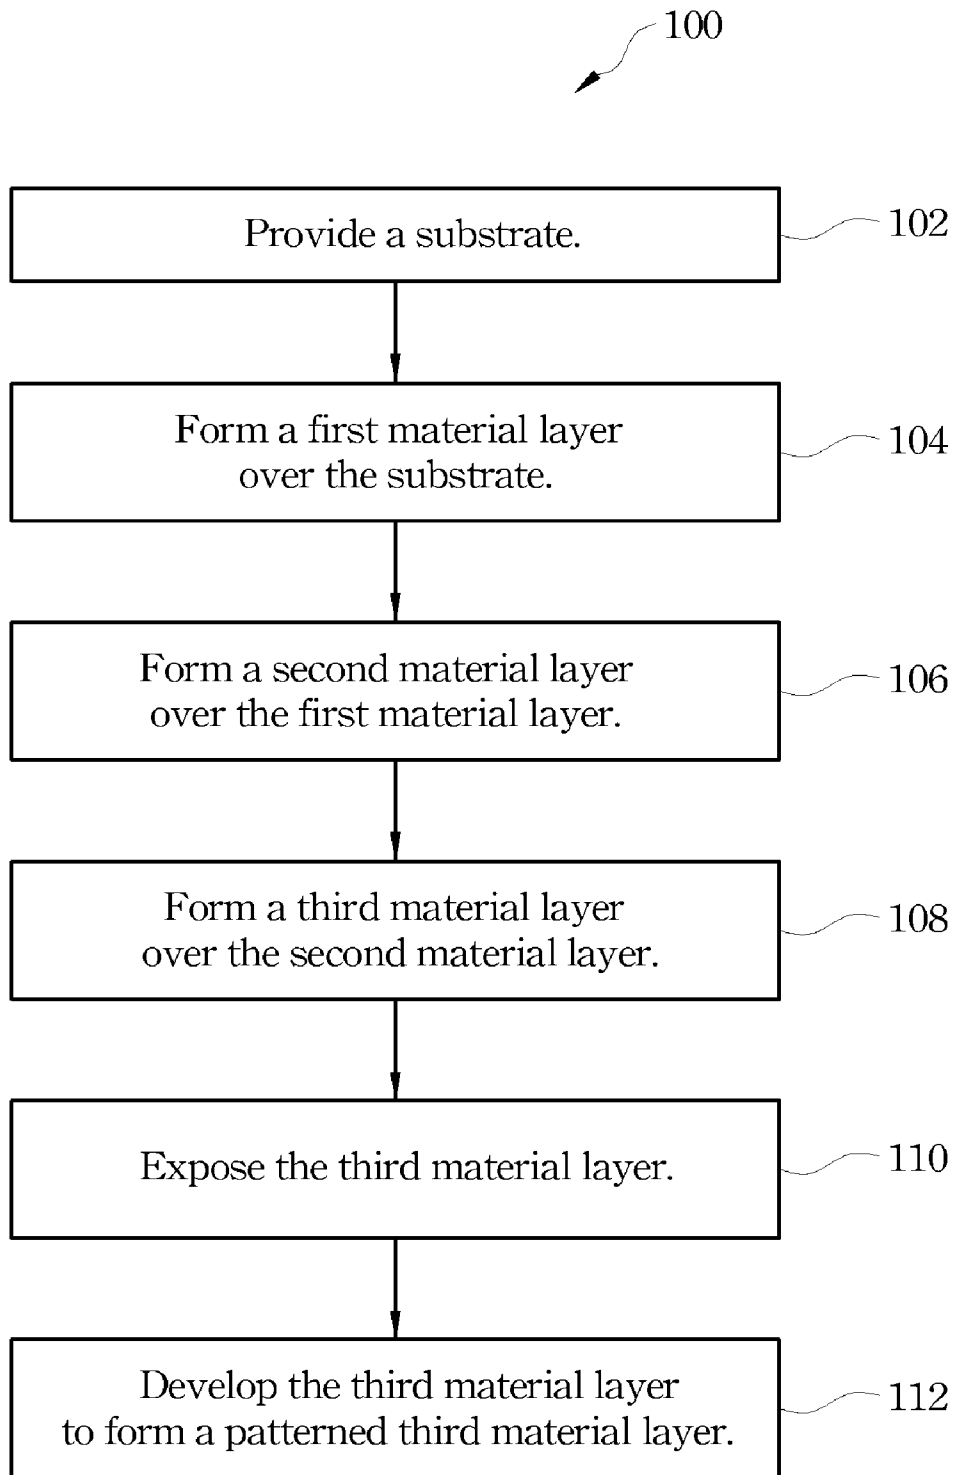 100
Provide a substrate.
102
Form a first material layer
over the substrate.
104
Form a second material layer
over the first material layer.
106
Form a third material layer
over the second material layer.
108
Expose the third material layer.
110
Develop the third material layer
to form a patterned third material layer.
112